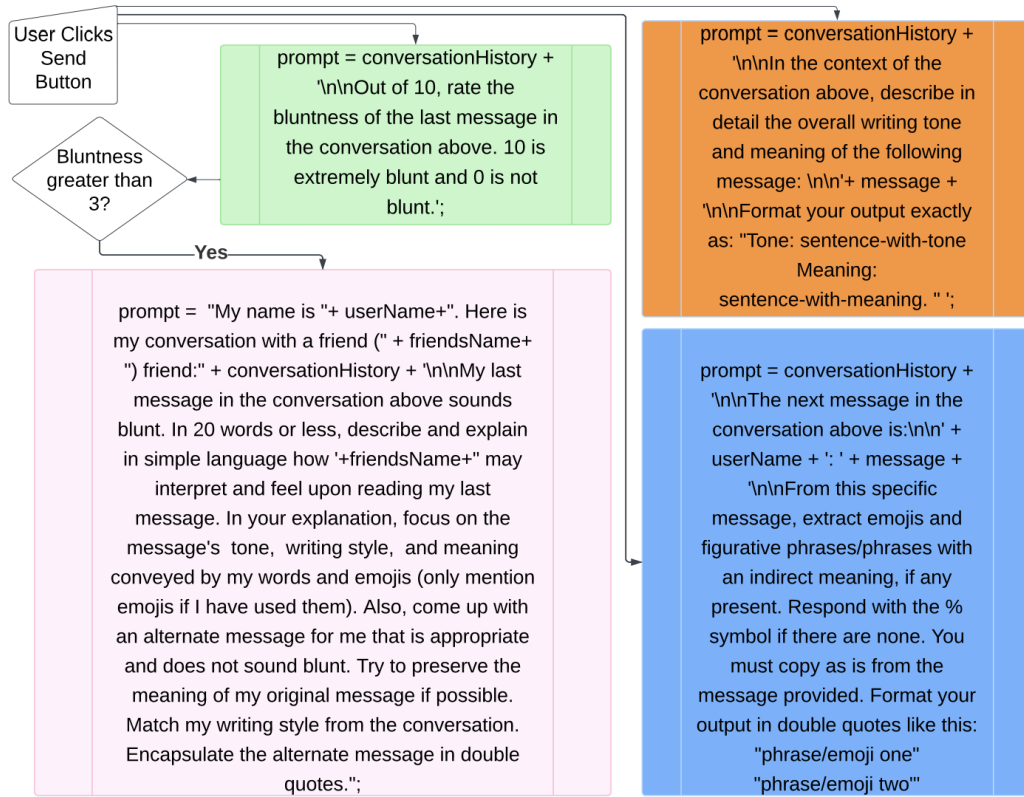 User Clicks
Send
Button
prompt = conversationHistory +
'\n\nOut of 10, rate the
bluntness of the last message in
the conversation above. 10 is
extremely blunt and 0 is not
blunt.';
Bluntness
greater than
3?
Yes
prompt =  "My name is "+ userName+". Here is
my conversation with a friend (" + friendsName+
") friend:" + conversationHistory + '\n\nMy last
message in the conversation above sounds
blunt. In 20 words or less, describe and explain
in simple language how '+friendsName+" may
interpret and feel upon reading my last
message. In your explanation, focus on the
message's  tone,  writing style,  and meaning
conveyed by my words and emojis (only mention
emojis if I have used them). Also, come up with
an alternate message for me that is appropriate
and does not sound blunt. Try to preserve the
meaning of my original message if possible.
Match my writing style from the conversation.
Encapsulate the alternate message in double
quotes.";
prompt = conversationHistory +
'\n\nIn the context of the
conversation above, describe in
detail the overall writing tone
and meaning of the following
message: \n\n'+ message +
'\n\nFormat your output exactly
as: "Tone: sentence-with-tone
Meaning:
sentence-with-meaning. " ';
prompt = conversationHistory +
'\n\nThe next message in the
conversation above is:\n\n' +
userName + ': ' + message +
'\n\nFrom this specific
message, extract emojis and
figurative phrases/phrases with
an indirect meaning, if any
present. Respond with the %
symbol if there are none. You
must copy as is from the
message provided. Format your
output in double quotes like this:
"phrase/emoji one"
"phrase/emoji two"'